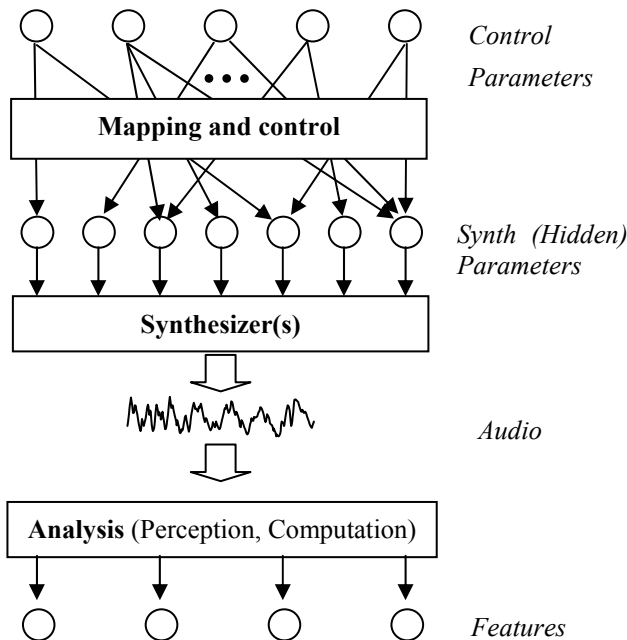 Control
Parameters
• • •
Mapping and control
Synth (Hidden)
Parameters
Synthesizer(s)
Audio
Analysis (Perception, Computation)
Features